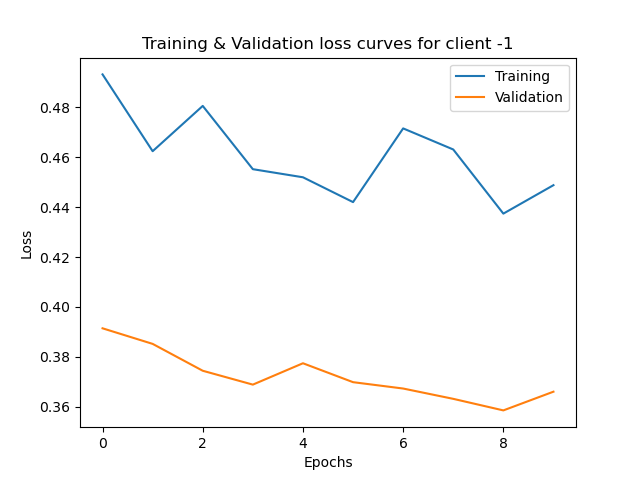 Training & Validation loss curves for client -1
Training
Validation
0.48
0.46
0.44
0.42
0.40
0.38
0.36
Loss
0 2 4 6 8
Epochs